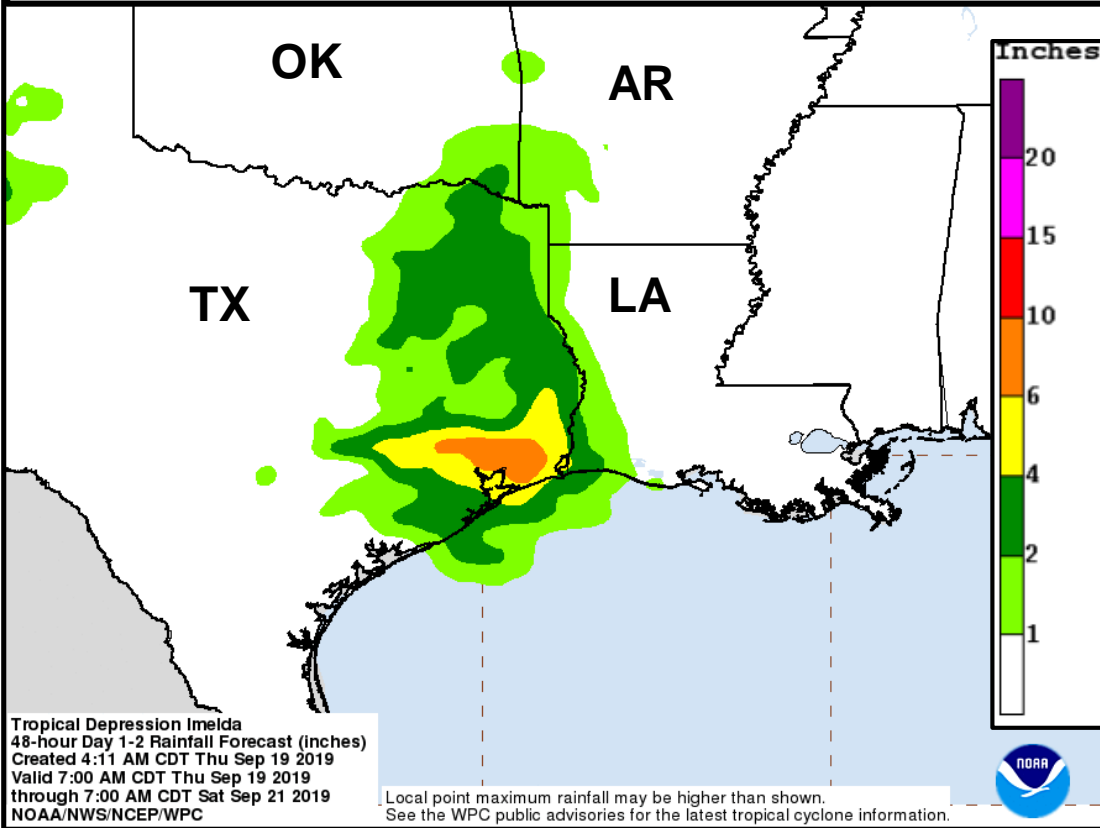 OK
AR
Inches
20
15
TX
LA
10
6
4
2
1
Tropical Depression Imelda
48-hour Day 1-2 Rainfall Forecast (inches)
Created 4:11 AM CDT Thu Sep 19 2019
Valid 7:00 AM CDT Thu Sep 19 2019
through 7:00 AM CDT Sat Sep 21 2019
NOAA/NWS/NCEP/WPC
Local point maximum rainfall may be higher than shown.
See the WPC public advisories for the latest tropical cyclone information.
NOAA